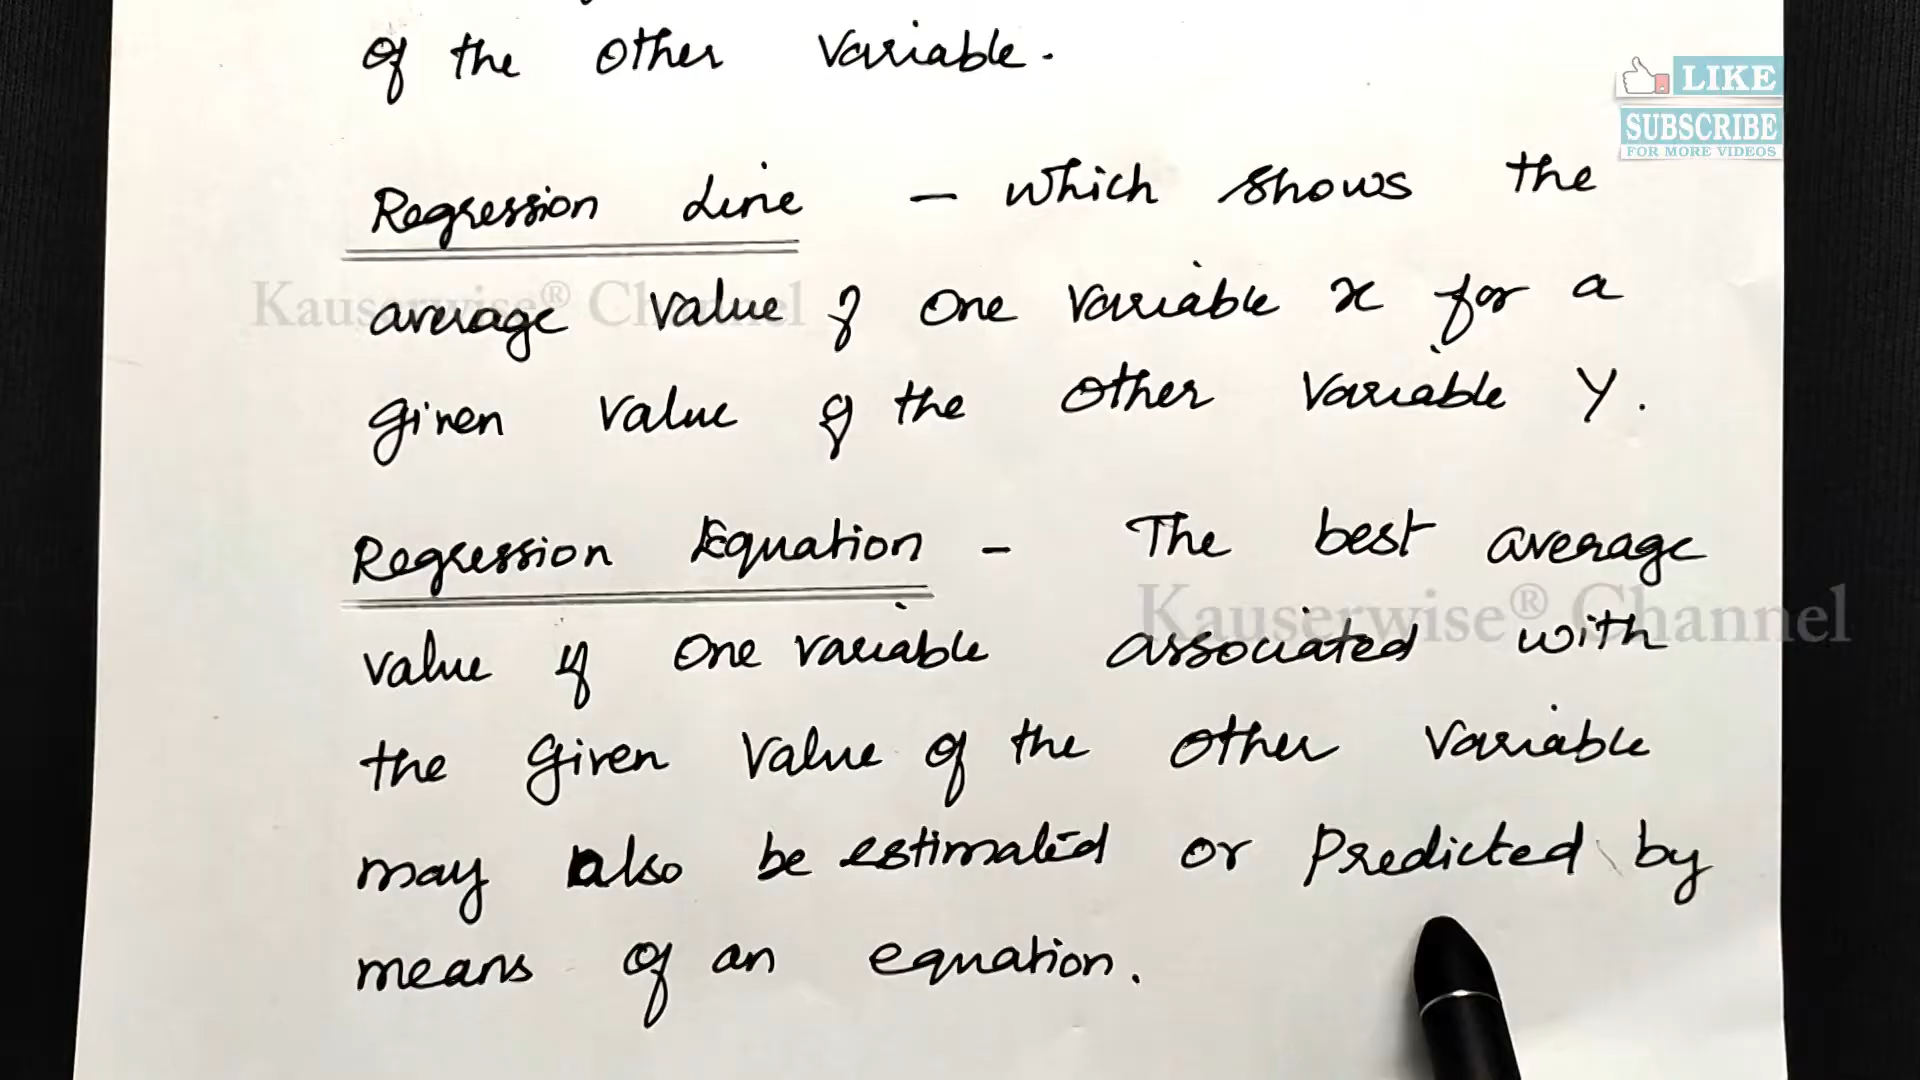 of the other variable.
LIKE
SUBSCRIBE
FOR MORE VIDEOS
Regression Line - which shows the
Kauserwise® Channel
average value of one variable x for a
given value of the other variable Y.
Regression Equation - The best average
Kauserwise® Channel
value of one variable associated with
the given value of the other variable
may also be estimated or predicted by
means of an equation.